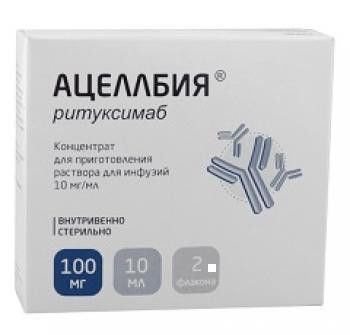 АЦЕЛЛБИЯ®
ритуксимаб
Концентрат
для приготовления
раствора для инфузий
10 мг/мл
ВНУТРИВЕННО
СТЕРИЛЬНО
100 10 2
МГ МЛ флакона